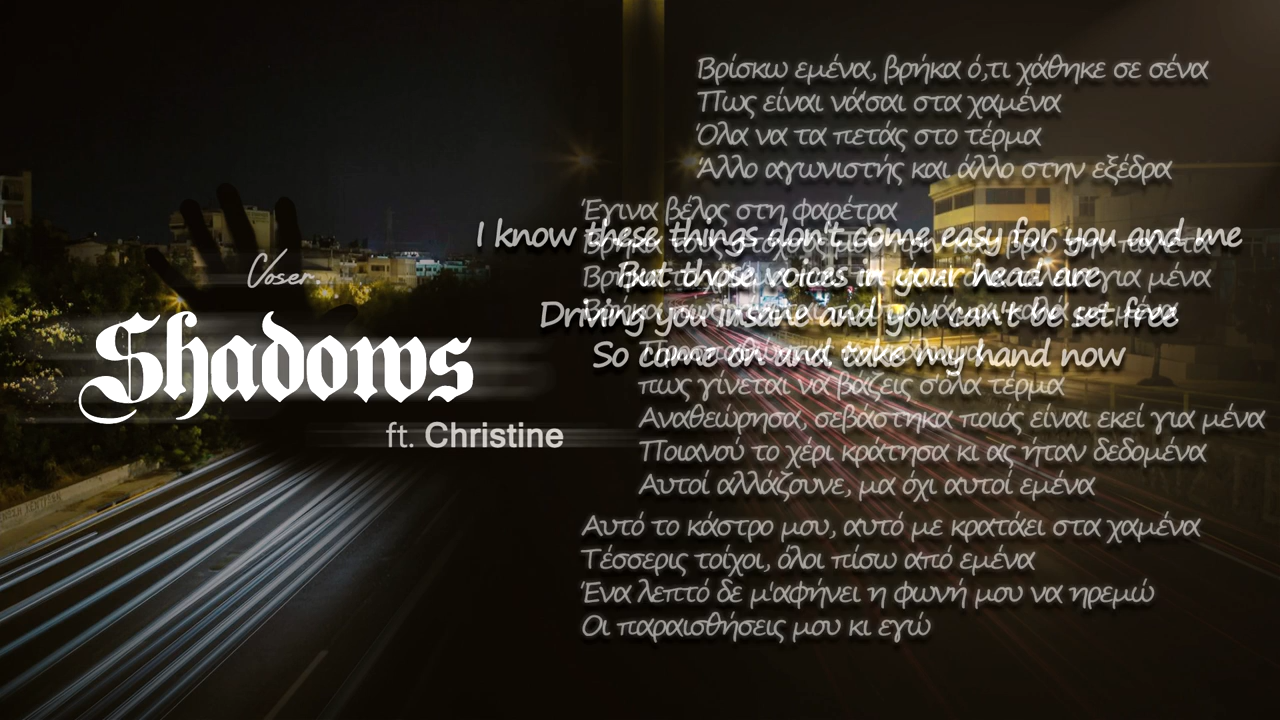 Voser
Shadows
ft. Christine
Βρίσκω εμένα, βρήκα ό,τι χάθηκε σε σένα
Πως είναι νά'σαι στα χαμένα
Όλα να τα πετάς στο τέρμα
Άλλο αγωνιστής και άλλο στην εξέδρα
Έγινα βέλος στη φαρέτρα
I know these things don't come easy for you and me
But those voices in your head are
για μένα
Driving you insane and you can't be set free
So come on and take my hand now
πως γίνεται να βάζεις σ'όλα τέρμα
Αναθεώρησα, σεβάστηκα ποιός είναι εκεί για μένα
Ποιανού το χέρι κράτησα κι ας ήταν δεδομένα
Αυτοί αλλάζουνε, μα όχι αυτοί εμένα
Αυτό το κάστρο μου, αυτό με κρατάει στα χαμένα
Τέσσερις τοίχοι, όλοι πίσω από εμένα
Ένα λεπτό δε μ'αφήνει η φωνή μου να ηρεμώ
Οι παραισθήσεις μου κι εγώ